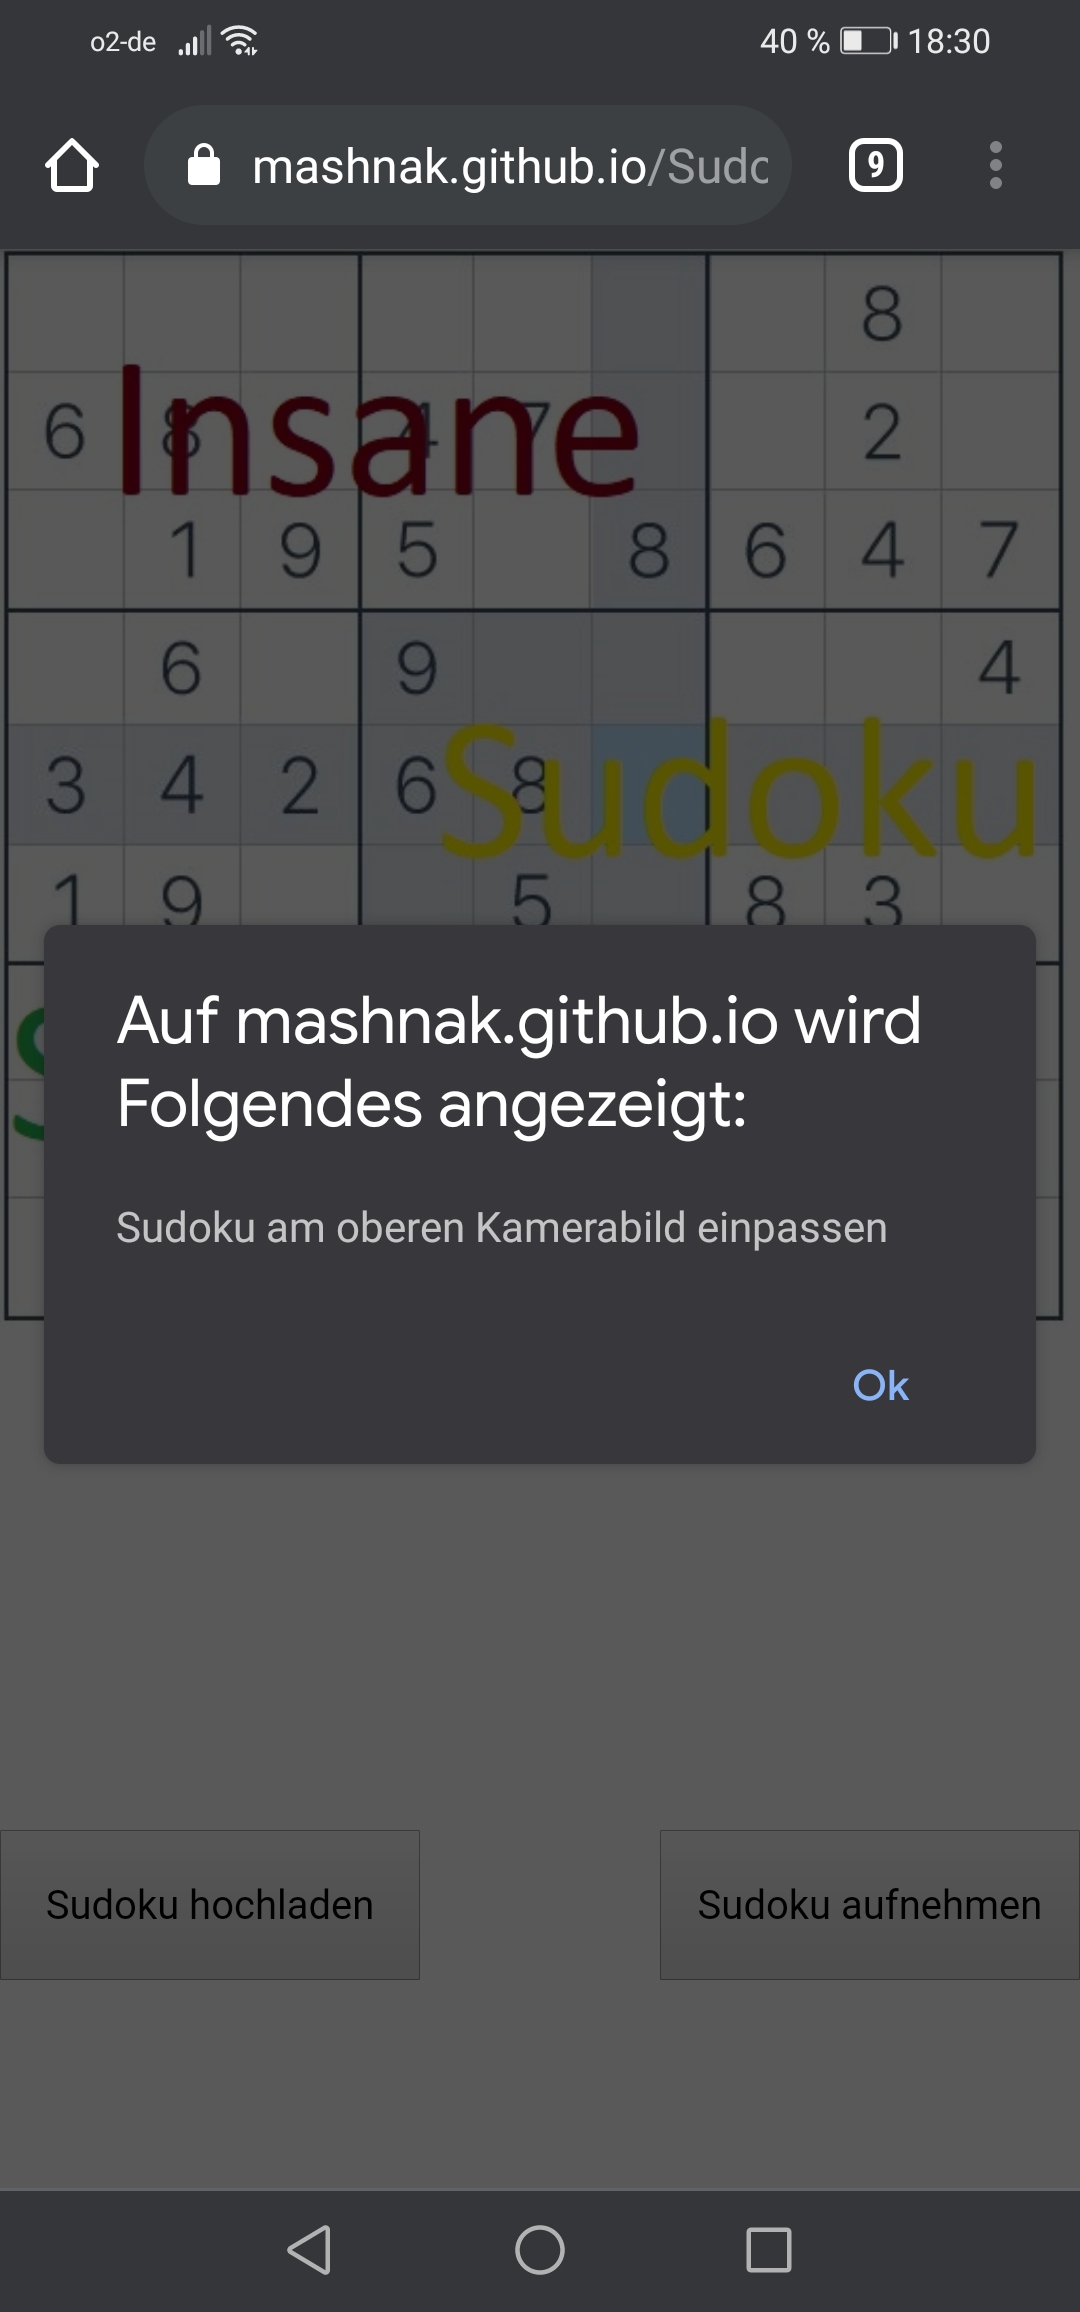 o2-de 40 % 18:30
mashnak.github.io/Sudo 9
8
6 8 4 7 2
Insane
1 9 5 8 6 4 7
6 9 4
3 4 2 6 8
Sudoku
1 9 5 8 3
Auf mashnak.github.io wird
Folgendes angezeigt:
Sudoku am oberen Kamerabild einpassen
Ok
Sudoku hochladen Sudoku aufnehmen